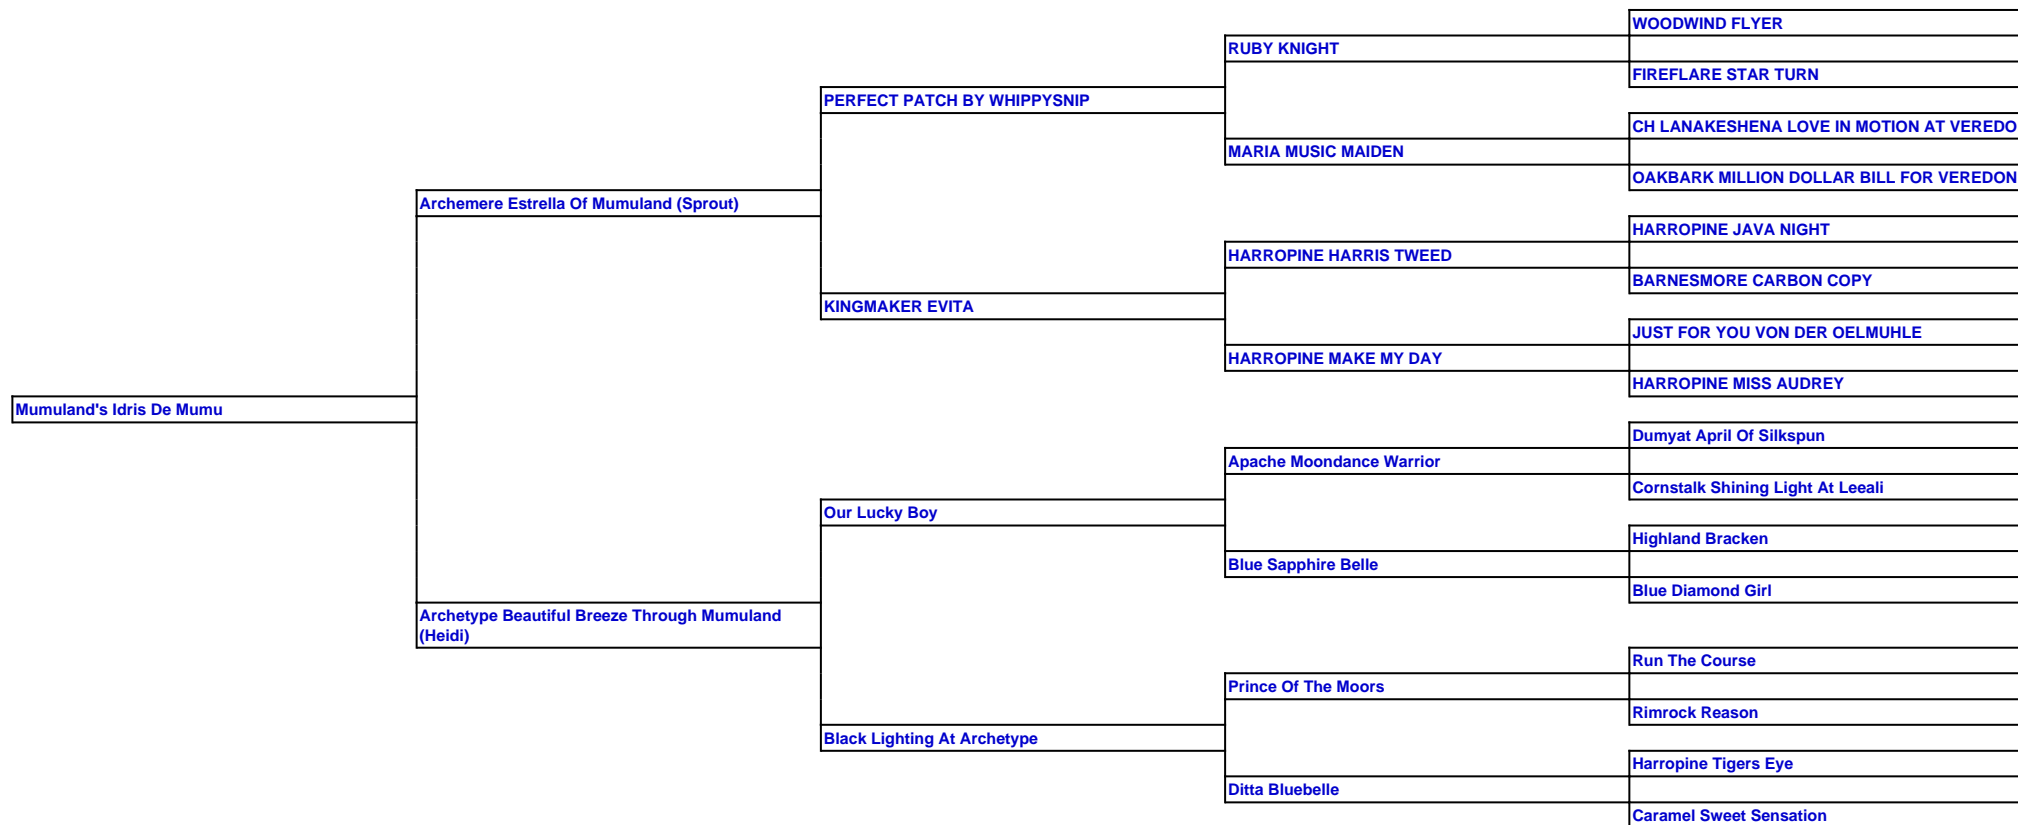 WOODWIND FLYER
RUBY KNIGHT
FIREFLARE STAR TURN
PERFECT PATCH BY WHIPPYSNIP
CH LANAKESHENA LOVE IN MOTION AT VEREDO
MARIA MUSIC MAIDEN
OAKBARK MILLION DOLLAR BILL FOR VEREDON
Archemere Estrella Of Mumuland (Sprout)
HARROPINE JAVA NIGHT
HARROPINE HARRIS TWEED
BARNESMORE CARBON COPY
KINGMAKER EVITA
JUST FOR YOU VON DER OELMUHLE
HARROPINE MAKE MY DAY
HARROPINE MISS AUDREY
Mumuland's Idris De Mumu
Dumyat April Of Silkspun
Apache Moondance Warrior
Cornstalk Shining Light At Leeali
Our Lucky Boy
Highland Bracken
Blue Sapphire Belle
Blue Diamond Girl
Archetype Beautiful Breeze Through Mumuland
(Heidi)
Run The Course
Prince Of The Moors
Rimrock Reason
Black Lighting At Archetype
Harropine Tigers Eye
Ditta Bluebelle
Caramel Sweet Sensation